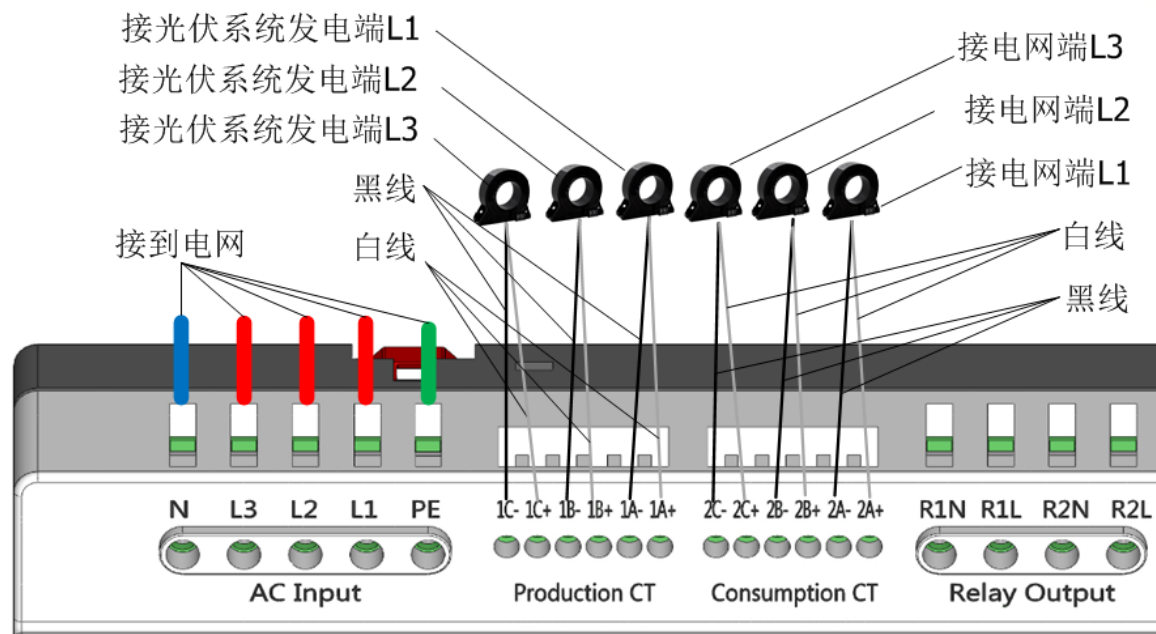 接光伏系统发电端L1
接光伏系统发电端L2
接光伏系统发电端L3
接电网端L3
接电网端L2
接电网端L1
黑线
白线
接到电网
白线
黑线
N L3 L2 L1 PE
1C- 1C+ 1B- 1B+ 1A- 1A+
2C- 2C+ 2B- 2B+ 2A- 2A+
R1N R1L R2N R2L
AC Input
Production CT
Consumption CT
Relay Output